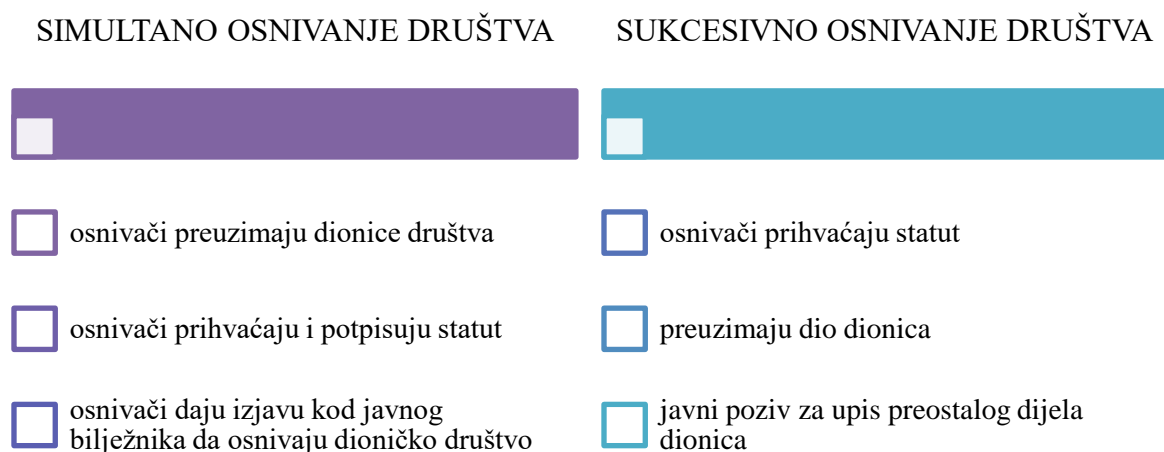 SIMULTANO OSNIVANJE DRUŠTVA
osnivači preuzimaju dionice društva
osnivači prihvaćaju i potpisuju statut
osnivači daju izjavu kod javnog
bilježnika da osnivaju dioničko društvo
SUKCESIVNO OSNIVANJE DRUŠTVA
osnivači prihvaćaju statut
preuzimaju dio dionica
javni poziv za upis preostalog dijela
dionica